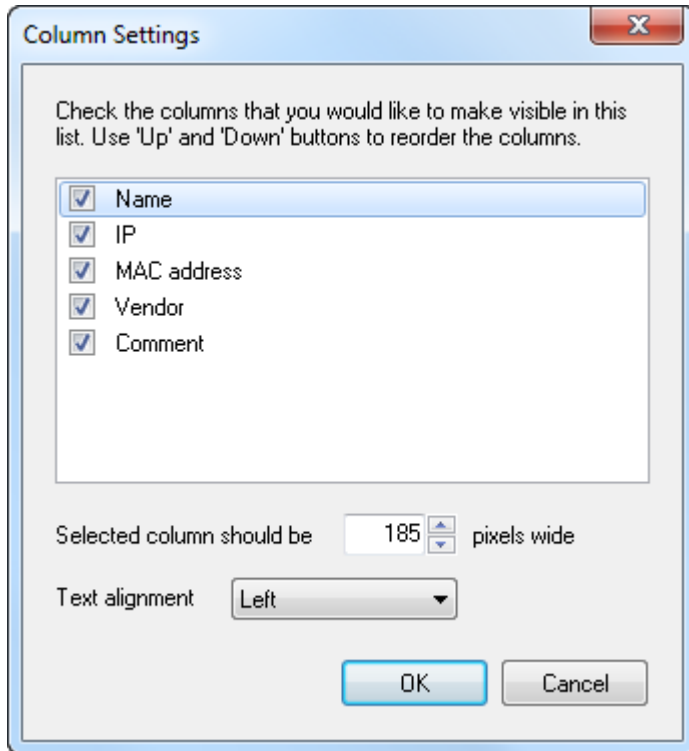 Column Settings
Check the columns that you would like to make visible in this
list. Use 'Up' and 'Down' buttons to reorder the columns.
Name
IP
MAC address
Vendor
Comment
Selected column should be 185 pixels wide
Text alignment Left
OK Cancel